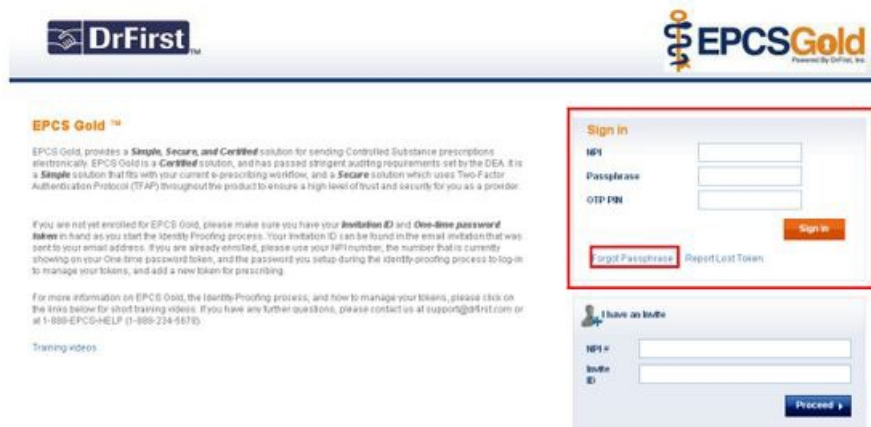 DrFirst
EPCSGold
Powered By DrFirst, Inc.
EPCS Gold ™
EPCS Gold, provides a Simple, Secure, and Certified solution for sending Controlled Substance prescriptions
electronically. EPCS Gold is a Certified solution, and has passed stringent auditing requirements set by the DEA. It is
a Simple solution that fits with your current e-prescribing workflow, and a Secure solution which uses Two-Factor
Authentication Protocol (TFAP) throughout the product to ensure a high level of trust and security for you as a provider.
If you are not yet enrolled for EPCS Gold, please make sure you have your Invitation ID and One-time password
token in hand as you start the Identity Proofing process. Your Invitation ID can be found in the email invitation that was
sent to your email address. If you are already enrolled, please use your NPI number, the number that is currently
showing on your One time password token, and the password you setup during the identity-proofing process to log-in
to manage your tokens, and add a new token for prescribing.
For more information on EPCS Gold, the Identity-Proofing process, and how to manage your tokens, please click on
the links below for short training videos. If you have any further questions, please contact us at support@drfirst.com or
at 1-888-EPCS-HELP (1-888-234-5678).
Training videos
Sign in
NPI
Passphrase
OTP PIN
Sign in
Forgot Passphrase Report Lost Token
I have an Invite
NPI #
Invite
ID
Proceed